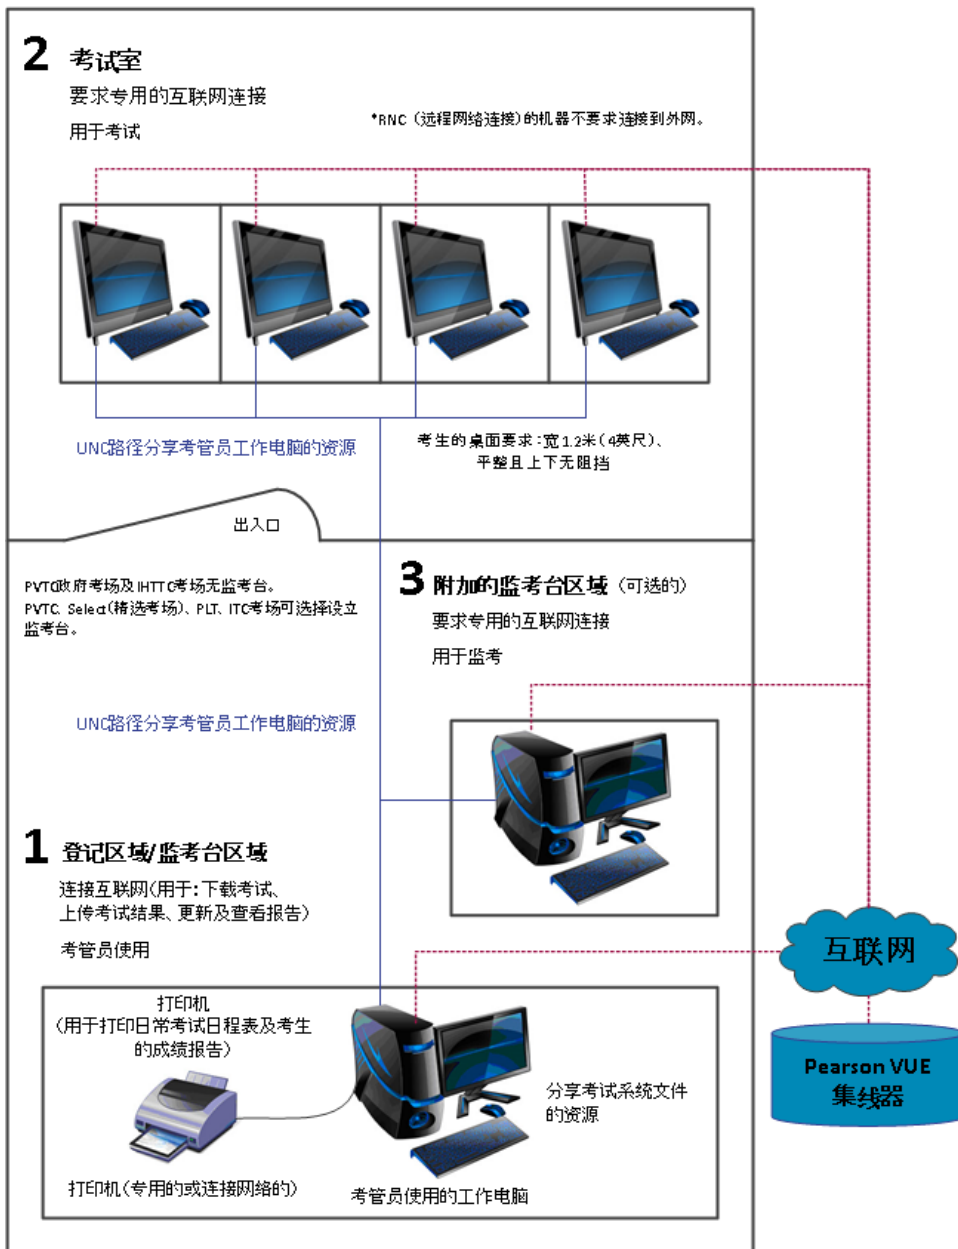 2 考试室
要求专用的互联网连接
用于考试
*RNC（远程网络连接)的机器不要求连接到外网。
UNC路径分享考管员工作电脑的资源
考生的桌面要求:宽1.2米(4英尺)、
平整且上下无阻挡
出入口
PVTC政府考场及IHTTC考场无监考台。
PVTC. Select(精选考场)、PLT、ITC考场可选择设立
监考台。
3 附加的监考台区域（可选的)
要求专用的互联网连接
用于监考
UNC路径分享考管员工作电脑的资源
1 登记区域/监考台区域
连接互联网(用于:下载考试、
上传考试结果、更新及查看报告)
考管员使用
互联网
Pearson VUE
集线器
打印机
(用于打印日常考试日程表及考生
的成绩报告)
分享考试系统文件
的资源
打印机(专用的或连接网络的)
考管员使用的工作电脑